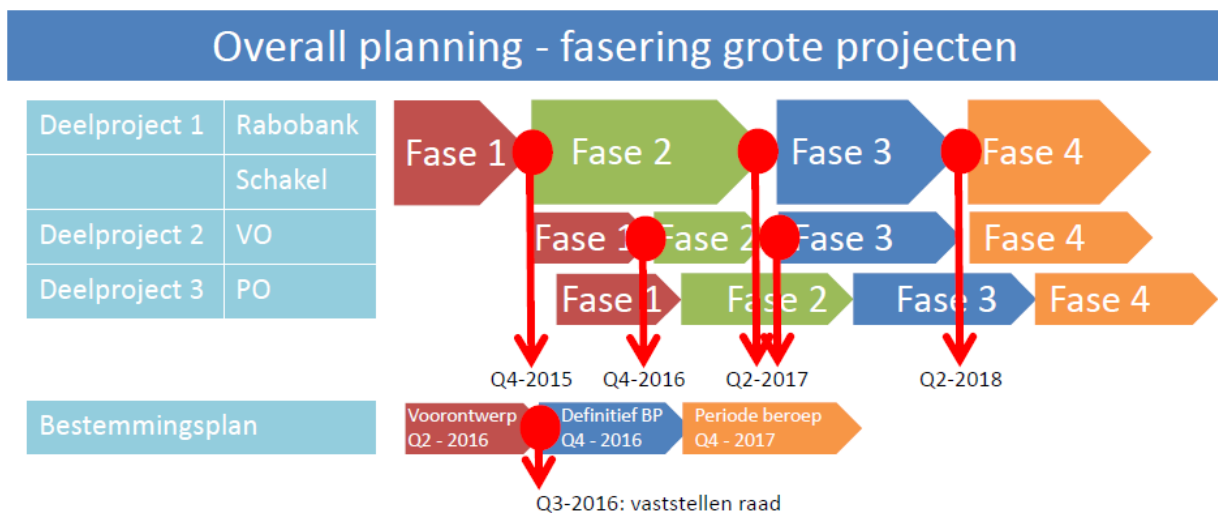 Overall planning - fasering grote projecten
Deelproject 1 Rabobank
Schakel
Fase 1 Fase 2 Fase 3 Fase 4
Deelproject 2 VO
Fase 1 Fase 2 Fase 3 Fase 4
Deelproject 3 PO
Fase 1 Fase 2 Fase 3 Fase 4
Q4-2015 Q4-2016 Q2-2017 Q2-2018
Bestemmingsplan
Voorontwerp Definitief BP Periode beroep
Q2 - 2016 Q4 - 2016 Q4 - 2017
Q3-2016: vaststellen raad